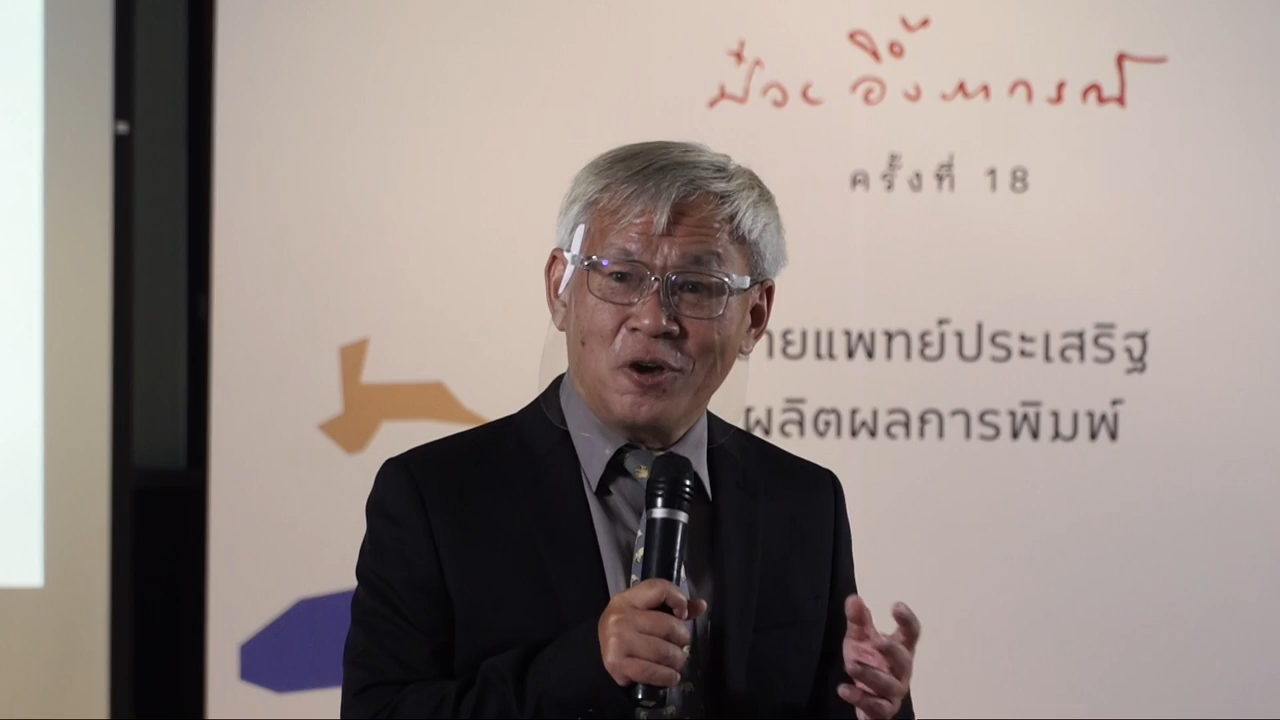 ป๋วย อึ๊งภากรณ์
ครั้งที่ 18
ายแพทย์ประเสริฐ
ผลิตผลการพิมพ์